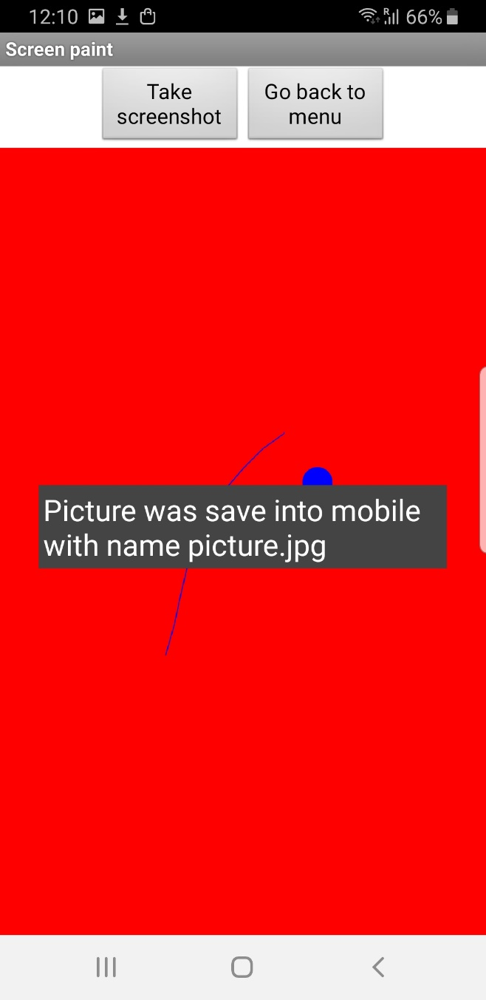 12:10 R 66%
Screen paint
Take
screenshot
Go back to
menu
Picture was save into mobile
with name picture.jpg